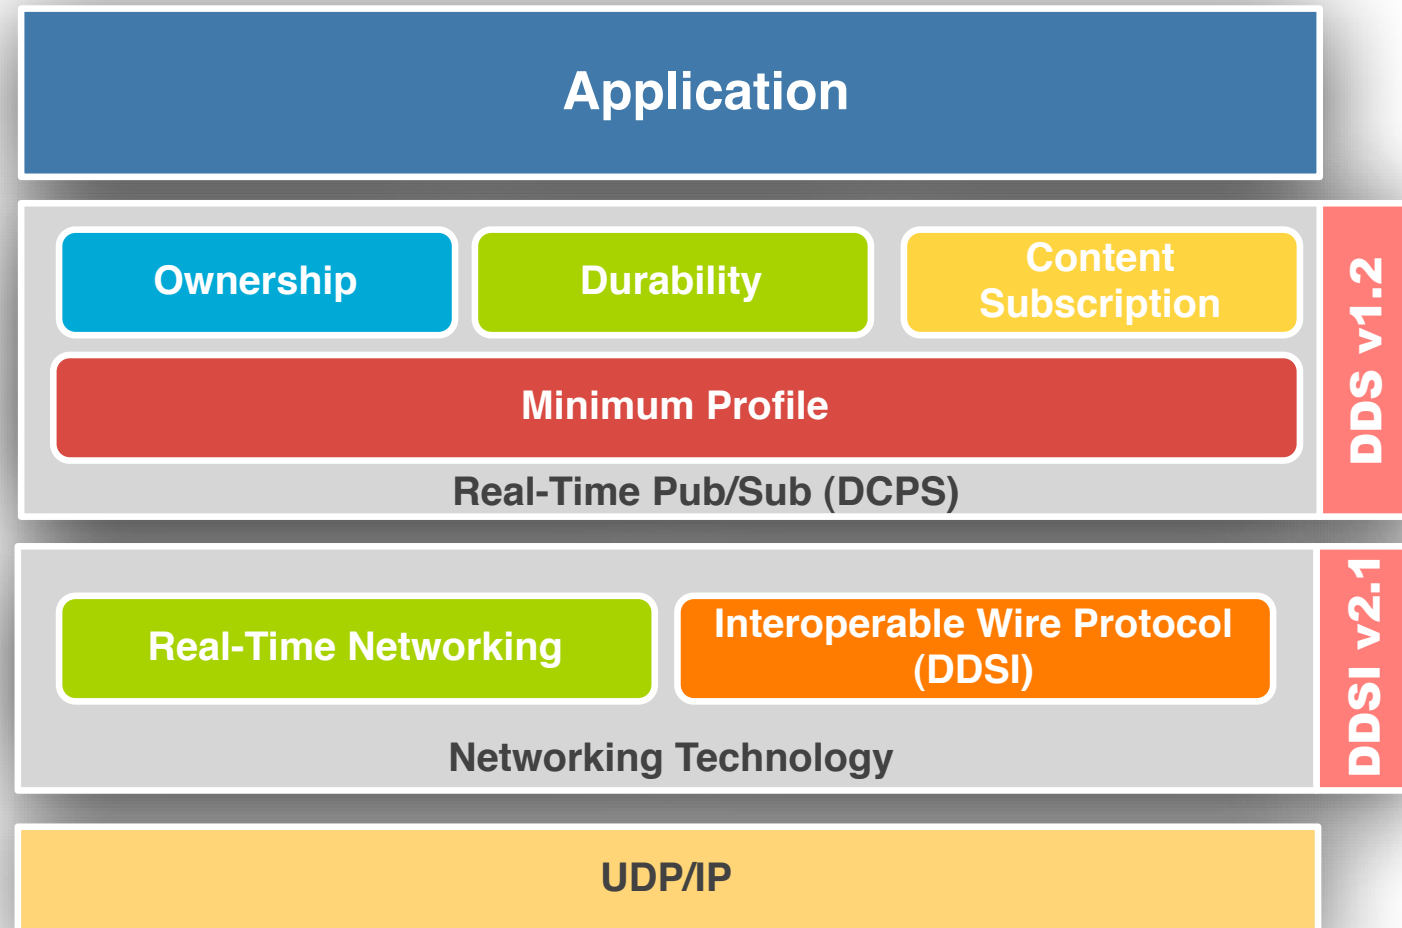 Application
Ownership
Durability
Content
Subscription
Minimum Profile
Real-Time Pub/Sub (DCPS)
DDS v1.2
Real-Time Networking
Interoperable Wire Protocol
(DDSI)
Networking Technology
DDSI v2.1
UDP/IP